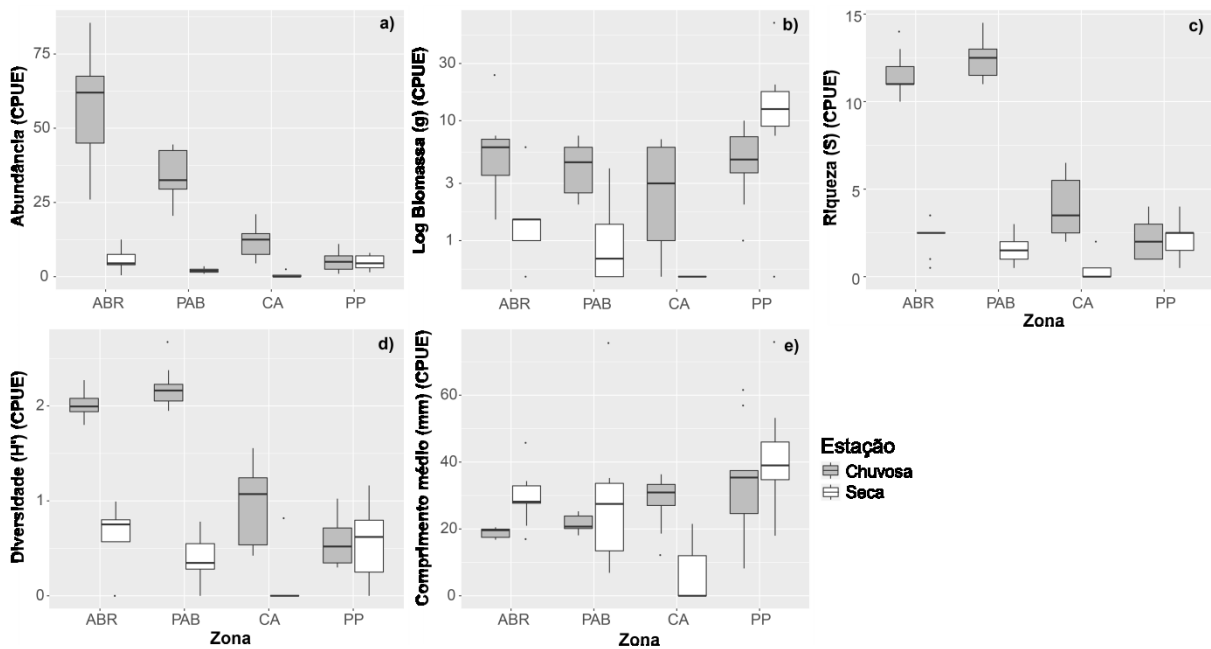 a)
Abundância (CPUE)
75
50
25
0
ABR PAB CA PP
b)
Log Biomassa (g) (CPUE)
30
10
3
1
ABR PAB CA PP
c)
Riqueza (S) (CPUE)
15
10
5
0
ABR PAB CA PP
Zona
d)
Diversidade (H') (CPUE)
2
1
0
ABR PAB CA PP
Zona
e)
Comprimento médio (mm) (CPUE)
60
40
20
0
ABR PAB CA PP
Zona
Estação
Chuvosa
Seca